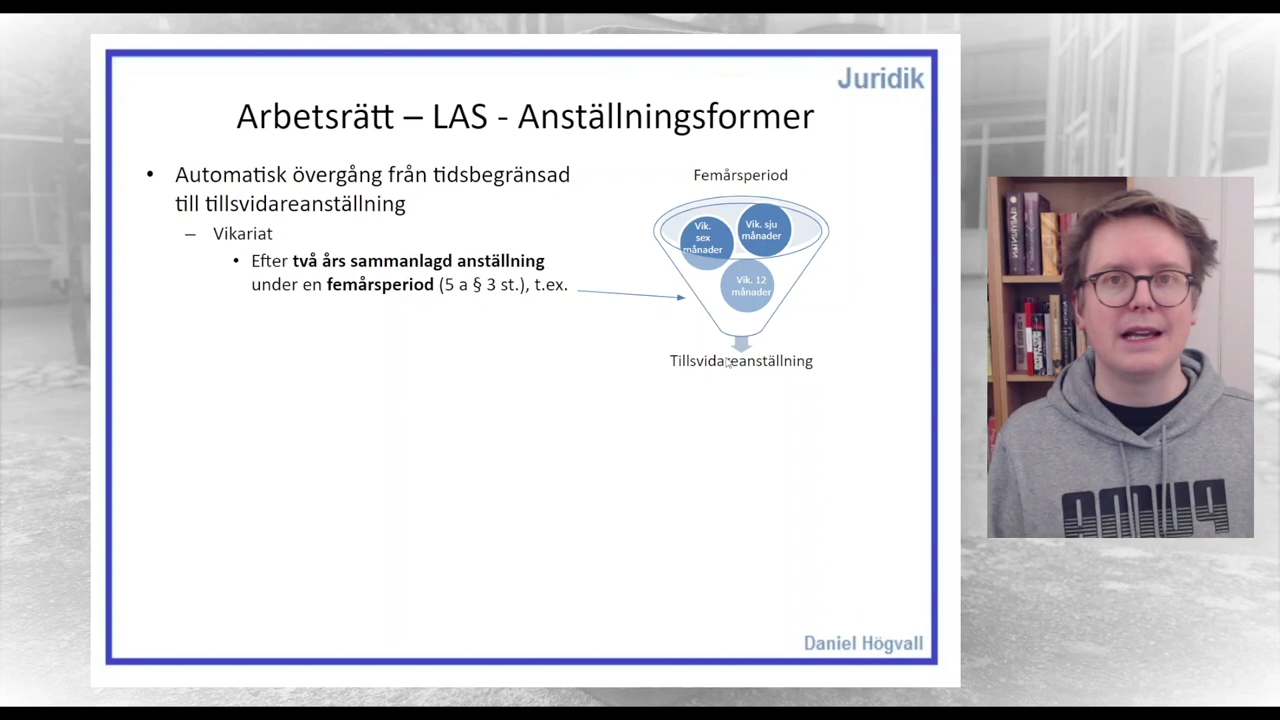 Juridik
Arbetsrätt – LAS - Anställningsformer
• Automatisk övergång från tidsbegränsad
till tillsvidareanställning
– Vikariat
• Efter två års sammanlagd anställning
under en femårsperiod (5 a § 3 st.), t.ex.
Femårsperiod
Vik.
sex
månader
Vik. sju
månader
Vik. 12
månader
Tillsvidareanställning
Daniel Högvall